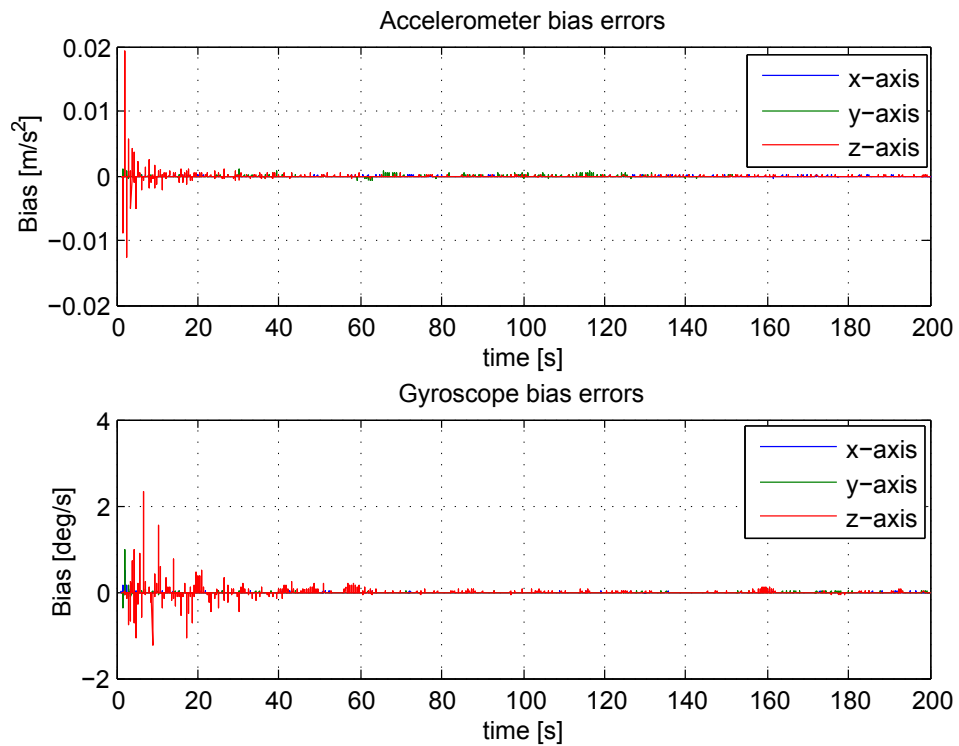 Accelerometer bias errors
0.02
0.01
0
−0.01
−0.02
Bias [m/s²]
x−axis
y−axis
z−axis
0 20 40 60 80 100 120 140 160 180 200
time [s]
Gyroscope bias errors
4
2
0
−2
Bias [deg/s]
x−axis
y−axis
z−axis
0 20 40 60 80 100 120 140 160 180 200
time [s]